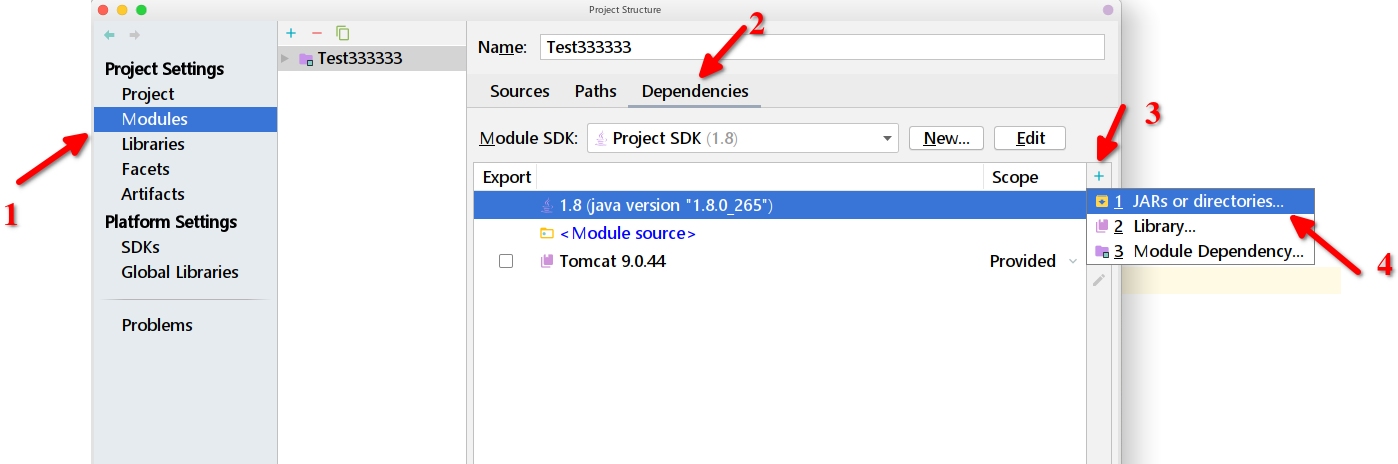 Project Structure
2
Name: Test333333
Project Settings
Test333333
Project
Sources Paths Dependencies
3
Modules
Module SDK: Project SDK (1.8) New... Edit
Libraries
Facets
Export Scope +
Artifacts
1
1.8 (java version "1.8.0_265")
1 JARs or directories...
Platform Settings
<Module source>
2 Library...
SDKs
Tomcat 9.0.44 Provided
3 Module Dependency...
4
Global Libraries
Problems